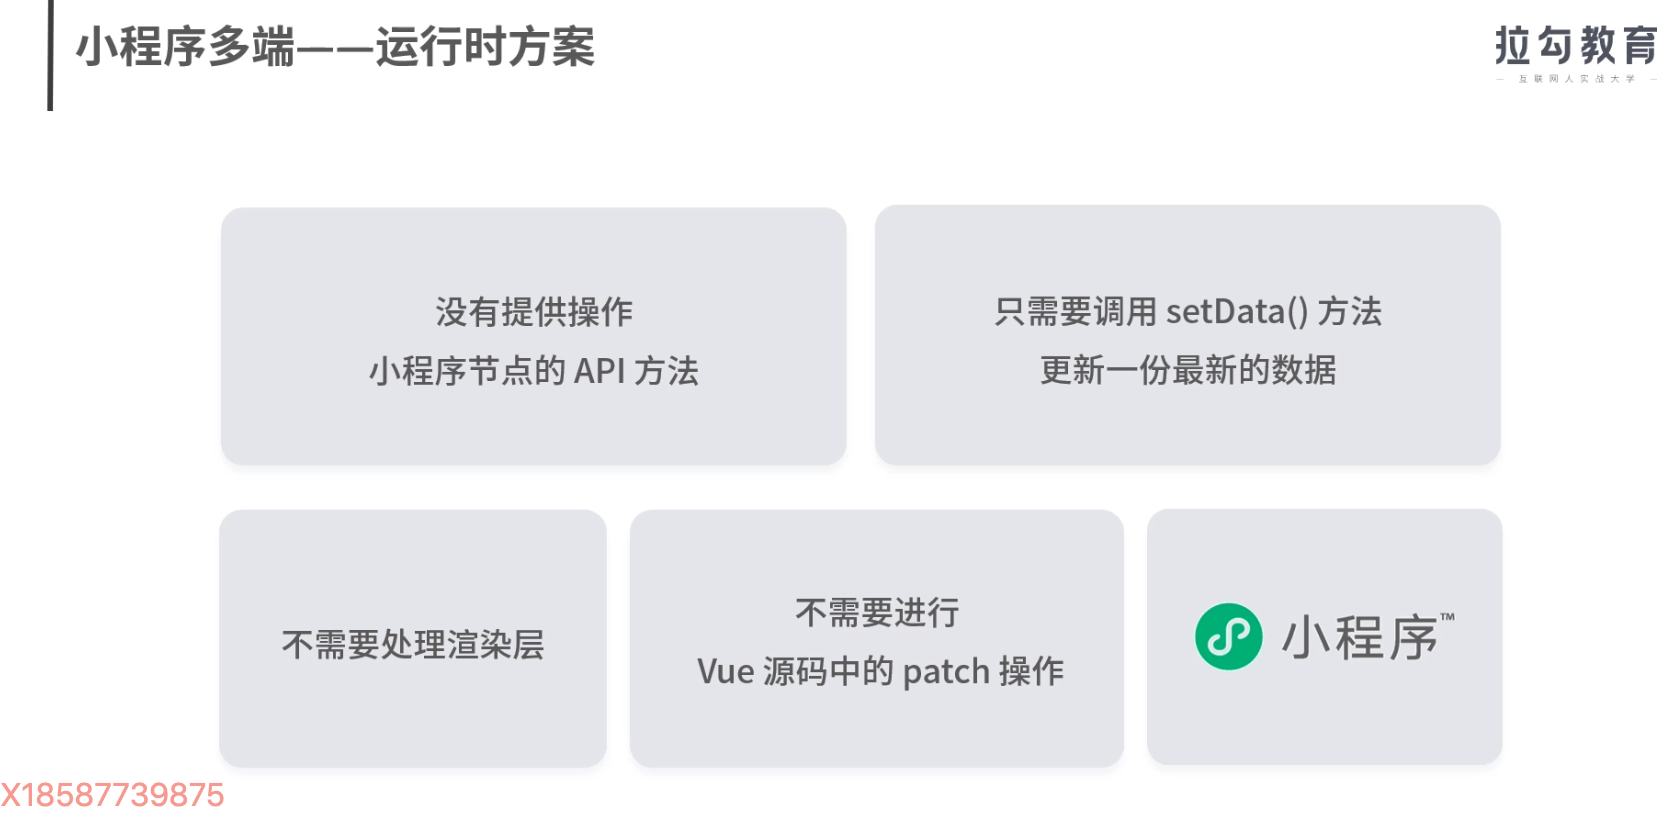 小程序多端——运行时方案
拉勾教育
— 互联网人实战大学 —
没有提供操作
小程序节点的 API 方法
只需要调用 setData() 方法
更新一份最新的数据
不需要处理渲染层
不需要进行
Vue 源码中的 patch 操作
小程序™
X18587739875